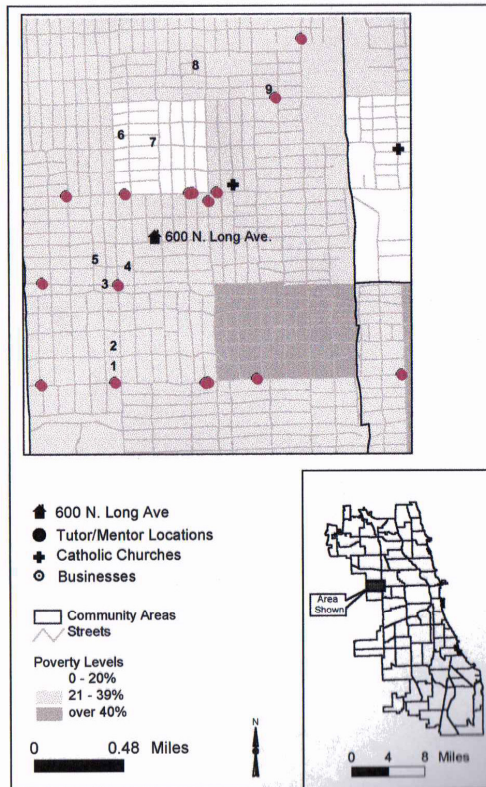 8
9
6
7
600 N. Long Ave.
5
4
3
2
1
600 N. Long Ave
Tutor/Mentor Locations
Catholic Churches
Businesses
Community Areas
Streets
Poverty Levels
0 - 20%
21 - 39%
over 40%
0 0.48 Miles
N
Area
Shown
0 4 8
Miles